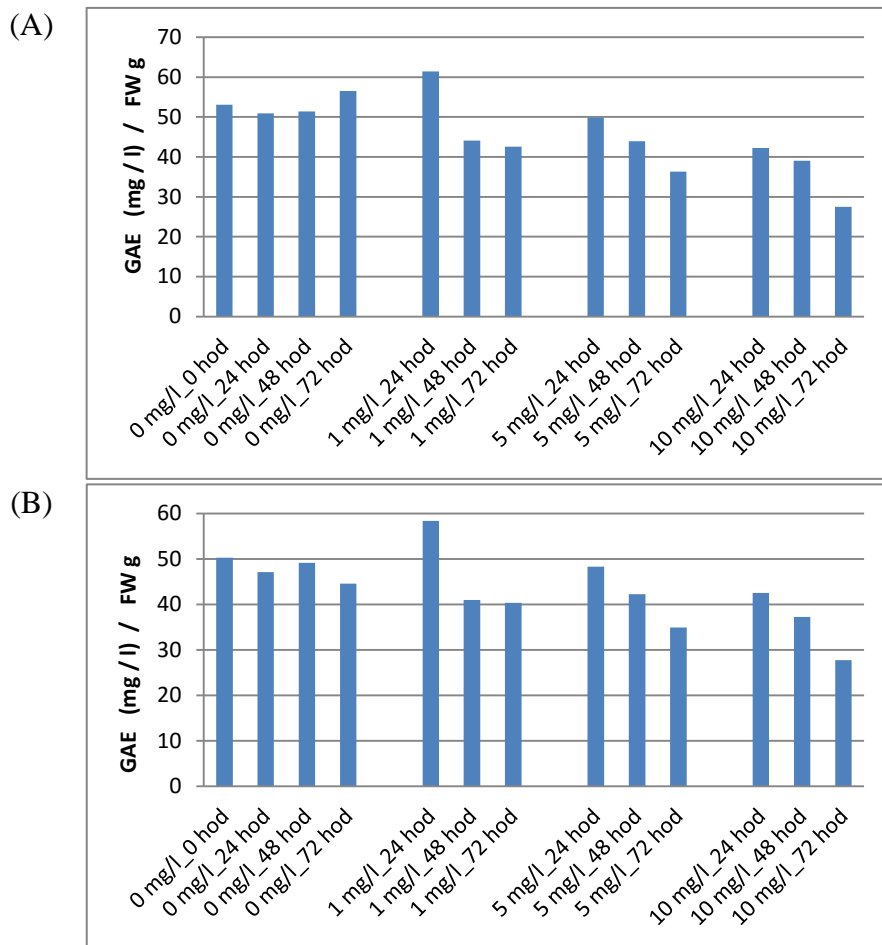 (A)
70
60
50
40
30
20
10
0
GAE (mg / l) / FW g
0 mg/l_0 hod
0 mg/l_24 hod
0 mg/l_48 hod
0 mg/l_72 hod
1 mg/l_24 hod
1 mg/l_48 hod
1 mg/l_72 hod
5 mg/l_24 hod
5 mg/l_48 hod
5 mg/l_72 hod
10 mg/l_24 hod
10 mg/l_48 hod
10 mg/l_72 hod
(B)
60
50
40
30
20
10
0
GAE (mg / l) / FW g
0 mg/l_0 hod
0 mg/l_24 hod
0 mg/l_48 hod
0 mg/l_72 hod
1 mg/l_24 hod
1 mg/l_48 hod
1 mg/l_72 hod
5 mg/l_24 hod
5 mg/l_48 hod
5 mg/l_72 hod
10 mg/l_24 hod
10 mg/l_48 hod
10 mg/l_72 hod